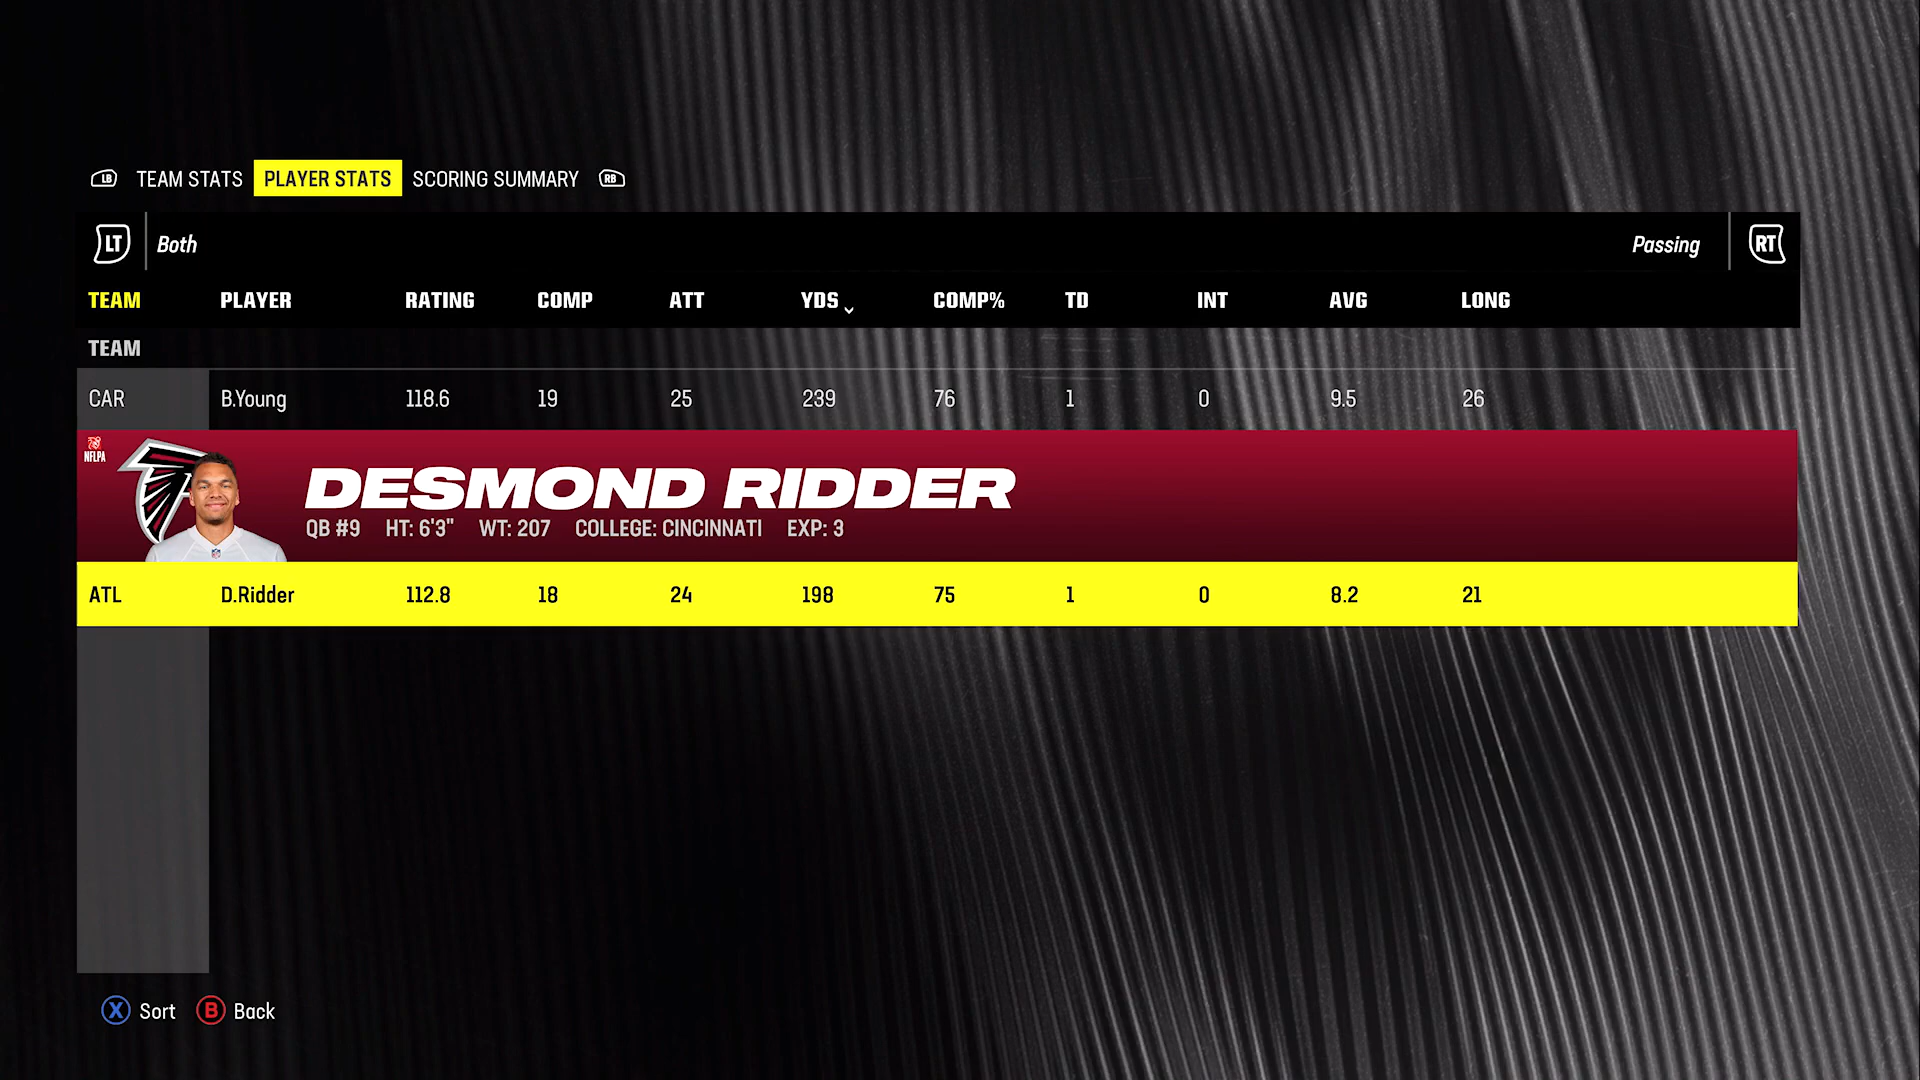 LB TEAM STATS PLAYER STATS SCORING SUMMARY RB
LT Both Passing RT
TEAM PLAYER RATING COMP ATT YDS COMP% TD INT AVG LONG
TEAM
CAR B.Young 118.6 19 25 239 76 1 0 9.5 26
NFLPA
DESMOND RIDDER
QB #9 HT: 6'3" WT: 207 COLLEGE: CINCINNATI EXP: 3
ATL D.Ridder 112.8 18 24 198 75 1 0 8.2 21
X Sort B Back